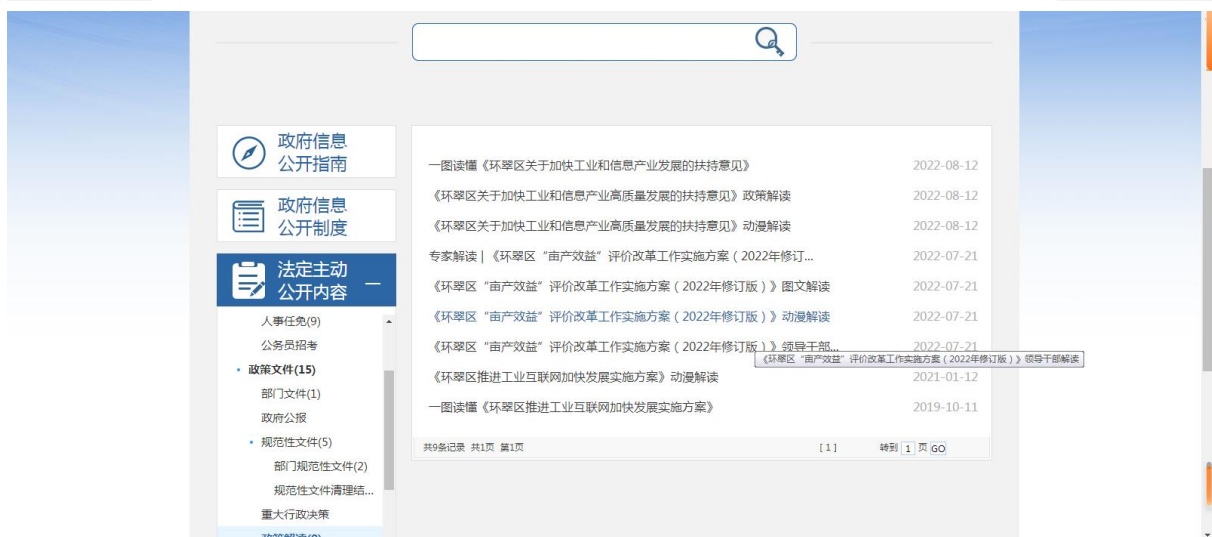 政府信息
公开指南
政府信息
公开制度
法定主动
公开内容
人事任免(9)
公务员招考
政策文件(15)
部门文件(1)
政府公报
规范性文件(5)
部门规范性文件(2)
规范性文件清理结...
重大行政决策
政策解读(9)
一图读懂《环翠区关于加快工业和信息产业发展的扶持意见》 2022-08-12
《环翠区关于加快工业和信息产业高质量发展的扶持意见》政策解读 2022-08-12
《环翠区关于加快工业和信息产业高质量发展的扶持意见》动漫解读 2022-08-12
专家解读 | 《环翠区“亩产效益”评价改革工作实施方案（2022年修订... 2022-07-21
《环翠区“亩产效益”评价改革工作实施方案（2022年修订版）》图文解读 2022-07-21
《环翠区“亩产效益”评价改革工作实施方案（2022年修订版）》动漫解读 2022-07-21
《环翠区“亩产效益”评价改革工作实施方案（2022年修订版）》领导干部... 2022-07-21
《环翠区“亩产效益”评价改革工作实施方案（2022年修订版）》领导干部解读
《环翠区推进工业互联网加快发展实施方案》动漫解读 2021-01-12
一图读懂《环翠区推进工业互联网加快发展实施方案》 2019-10-11
共9条记录 共1页 第1页 [1] 转到 1 页 GO